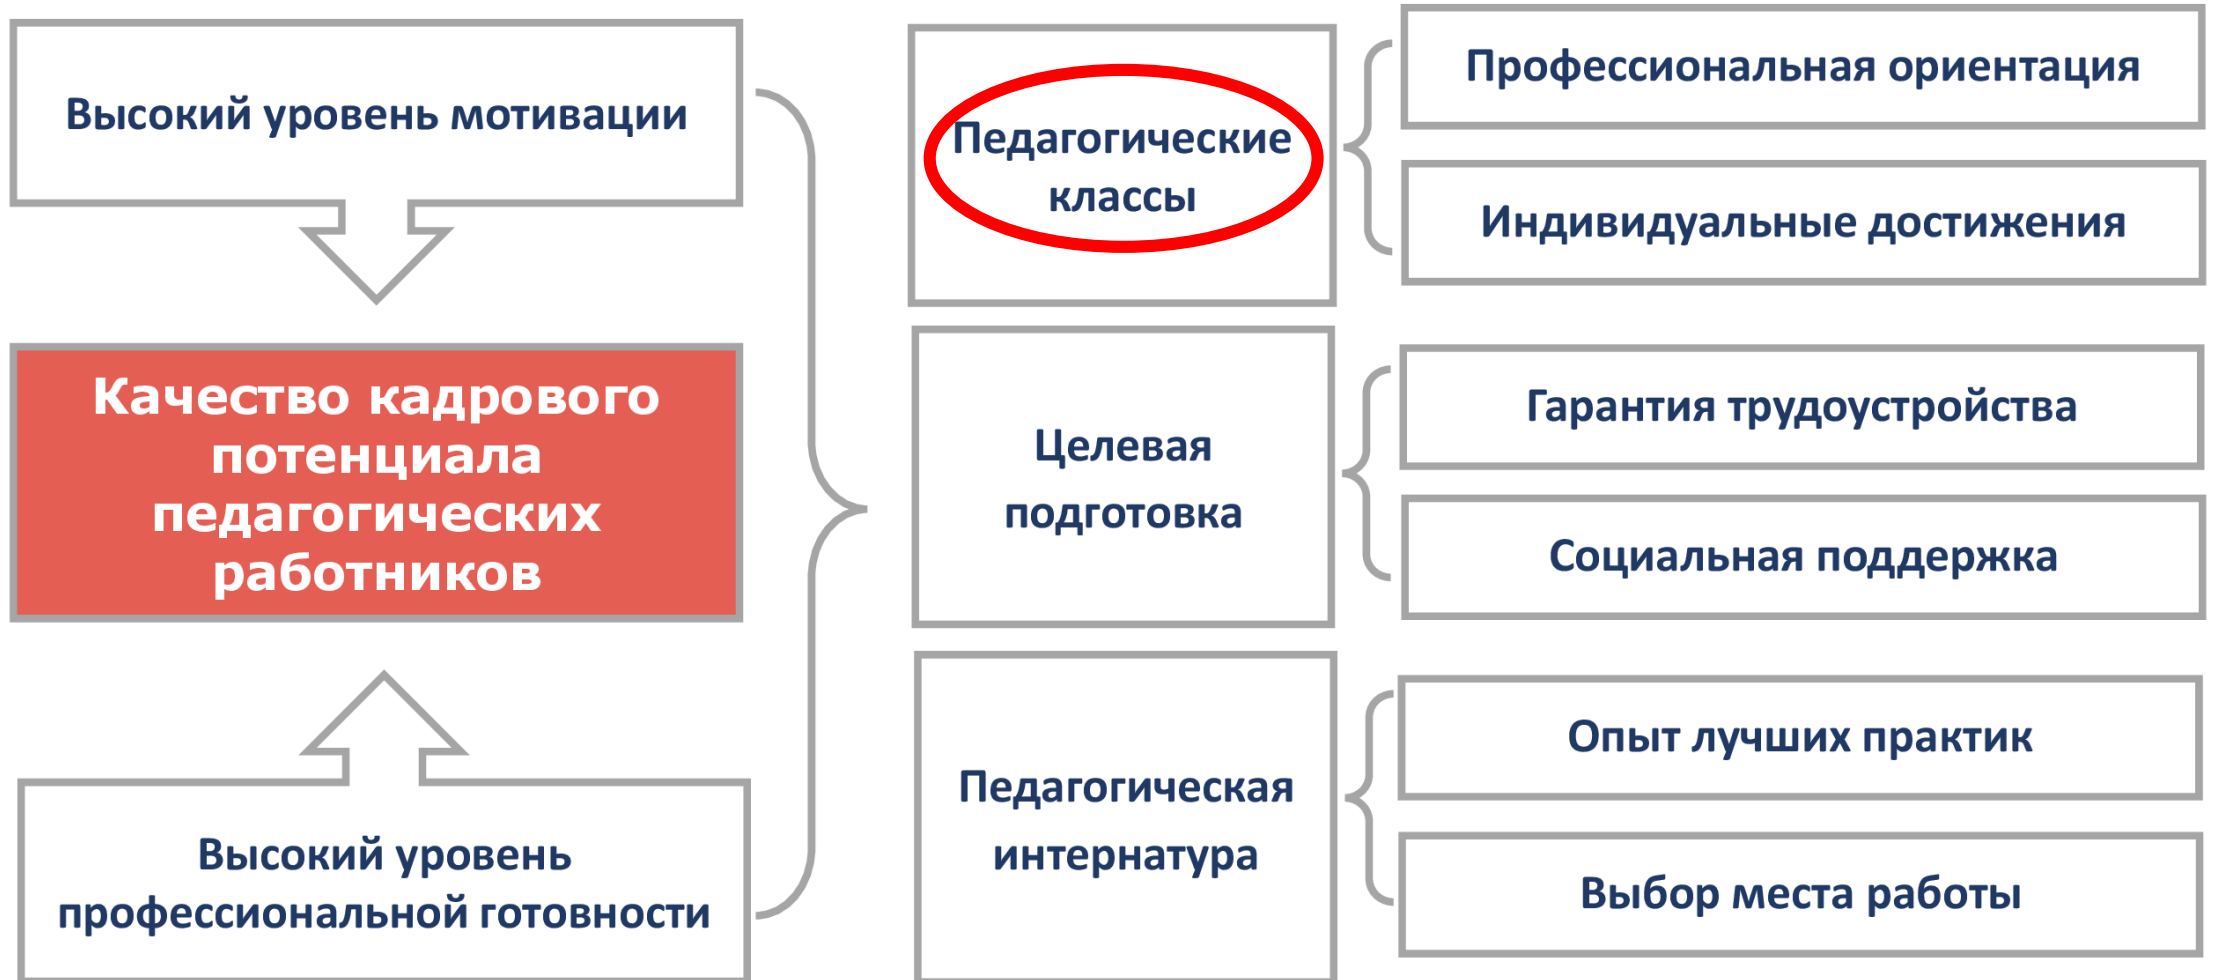 Высокий уровень мотивации
Качество кадрового
потенциала
педагогических
работников
Высокий уровень
профессиональной готовности
Педагогические
классы
Профессиональная ориентация
Индивидуальные достижения
Целевая
подготовка
Гарантия трудоустройства
Социальная поддержка
Педагогическая
интернатура
Опыт лучших практик
Выбор места работы